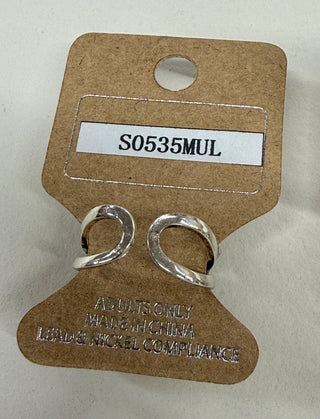 S0535MUL
ADULTS ONLY
MADE IN CHINA
LEAD & NICKEL COMPLIANCE